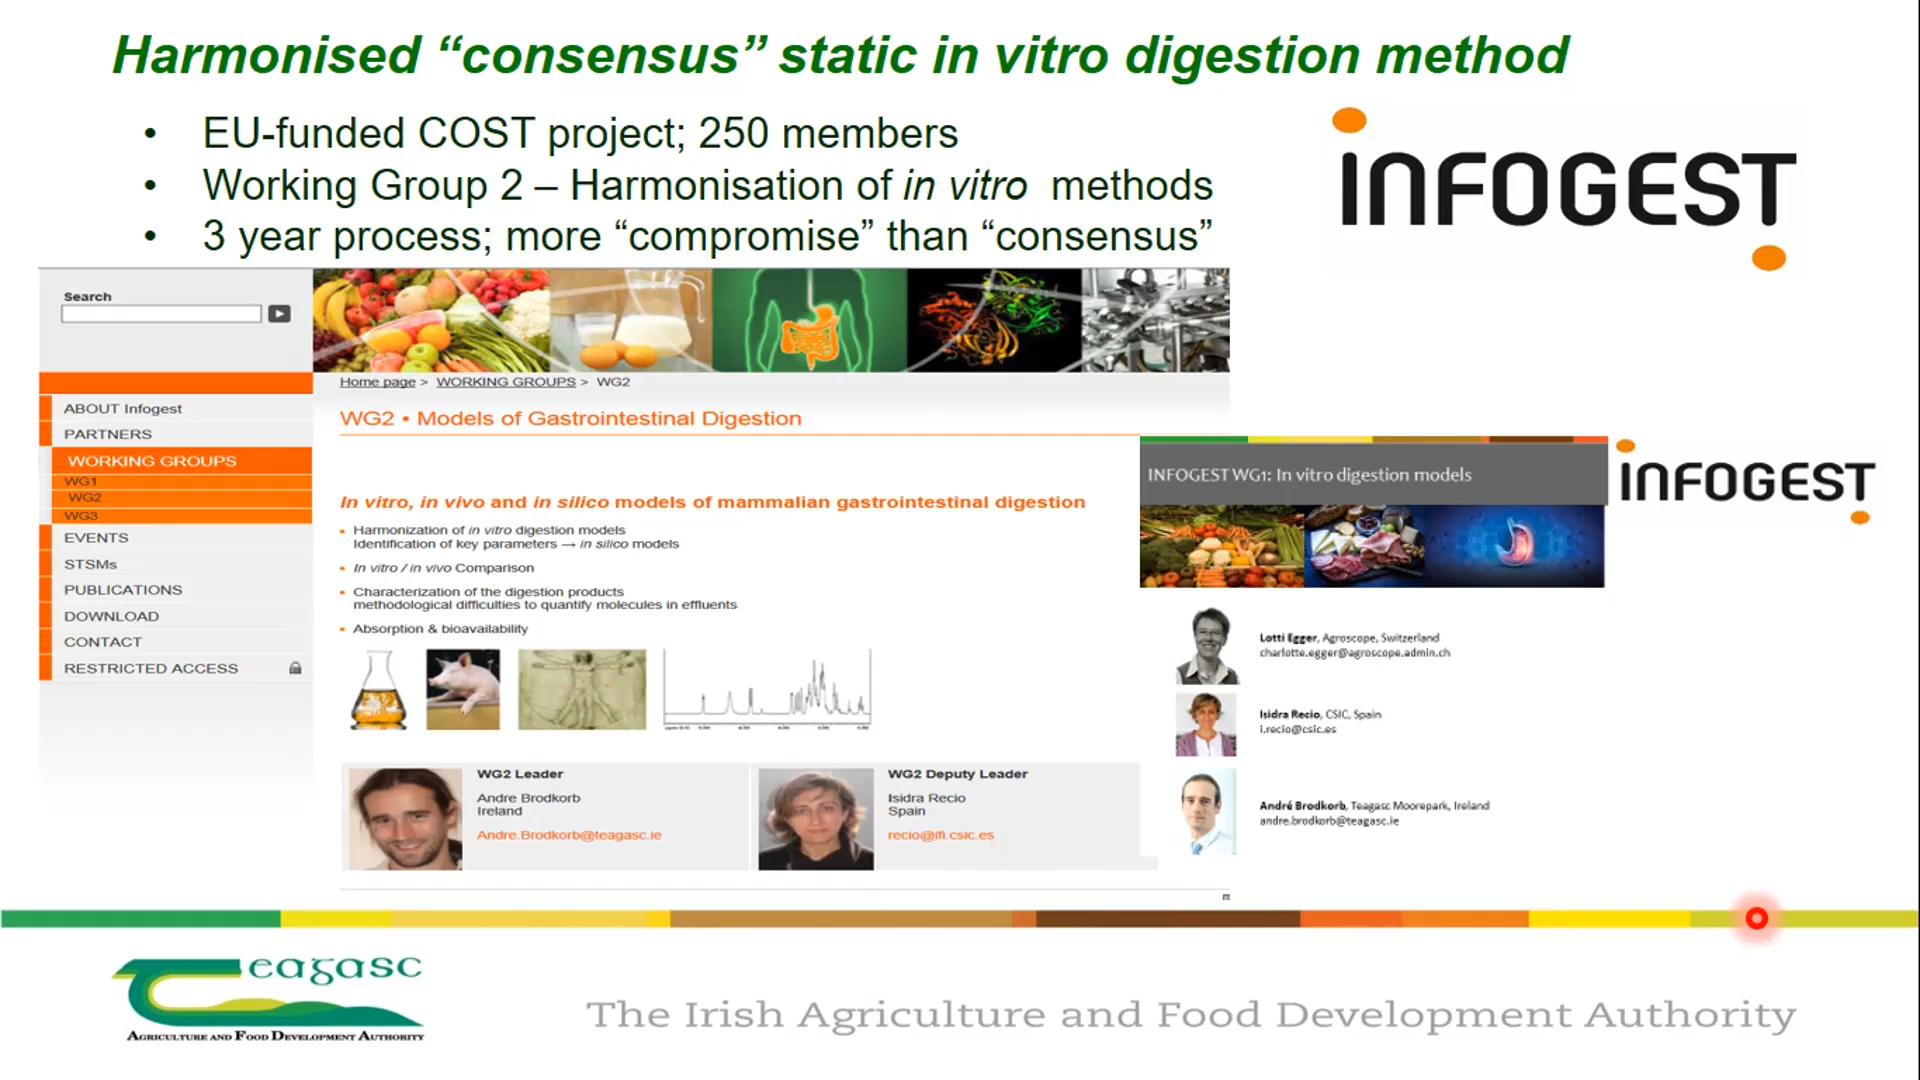 Harmonised “consensus” static in vitro digestion method
• EU-funded COST project; 250 members
• Working Group 2 – Harmonisation of in vitro methods
• 3 year process; more “compromise” than “consensus”
INFOGEST
Search
ABOUT Infogest
PARTNERS
WORKING GROUPS
WG1
WG2
WG3
EVENTS
STSMs
PUBLICATIONS
DOWNLOAD
CONTACT
RESTRICTED ACCESS
Home page > WORKING GROUPS > WG2
WG2 • Models of Gastrointestinal Digestion
In vitro, in vivo and in silico models of mammalian gastrointestinal digestion
• Harmonization of in vitro digestion models
Identification of key parameters → in silico models
• In vitro / in vivo Comparison
• Characterization of the digestion products
methodological difficulties to quantify molecules in effluents
• Absorption & bioavailability
WG2 Leader
Andre Brodkorb
Ireland
Andre.Brodkorb@teagasc.ie
WG2 Deputy Leader
Isidra Recio
Spain
recio@ifi.csic.es
INFOGEST WG1: In vitro digestion models
INFOGEST
Lotti Egger, Agroscope, Switzerland
charlotte.egger@agroscope.admin.ch
Isidra Recio, CSIC, Spain
i.recio@csic.es
André Brodkorb, Teagasc Moorepark, Ireland
andre.brodkorb@teagasc.ie
Teagasc
AGRICULTURE AND FOOD DEVELOPMENT AUTHORITY
The Irish Agriculture and Food Development Authority